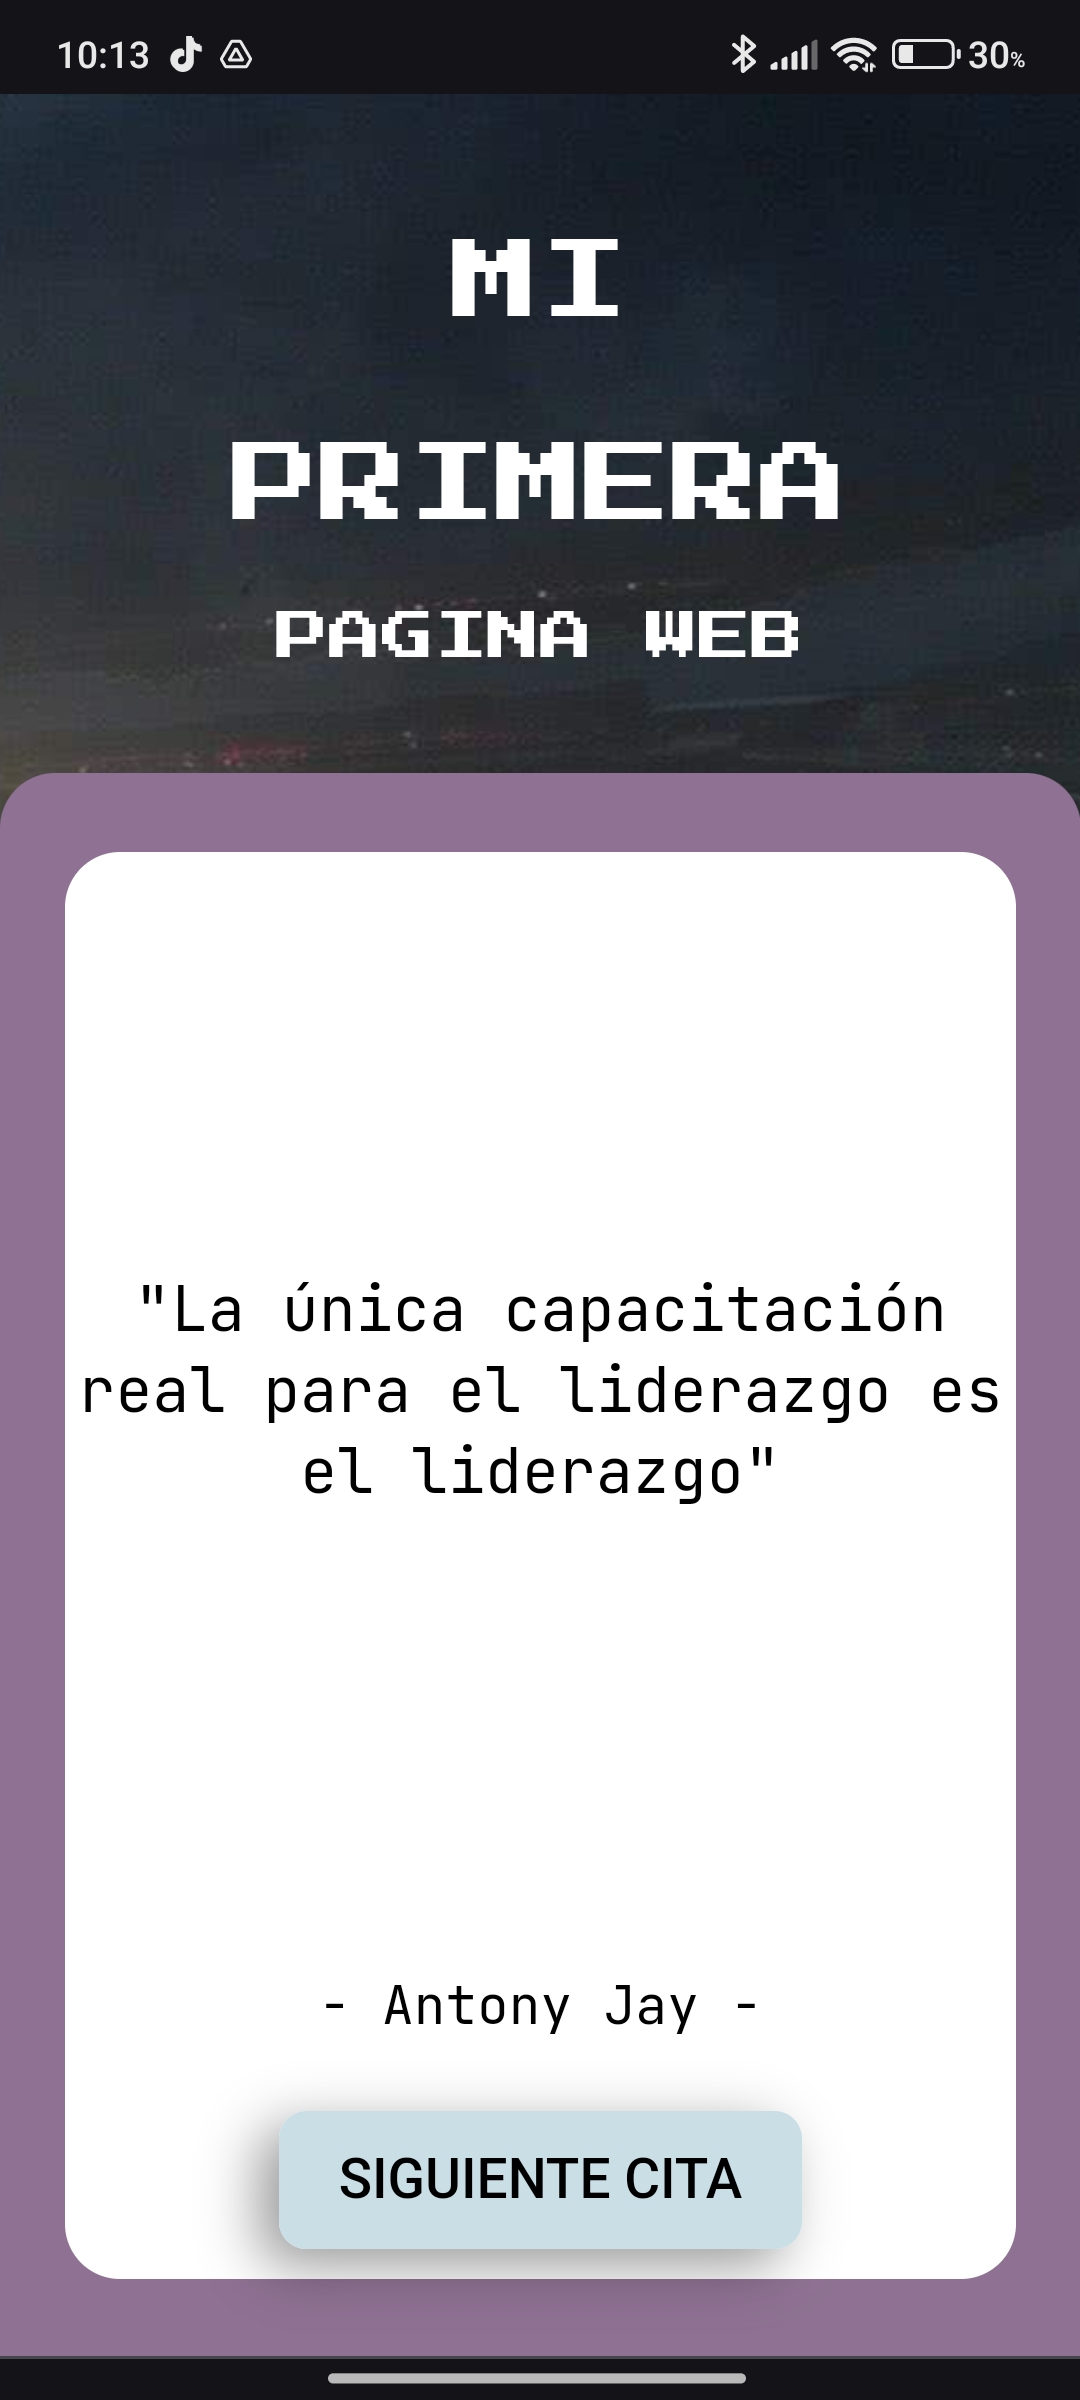 10:13
30%
MI
PRIMERA
PAGINA WEB
"La única capacitación
real para el liderazgo es
el liderazgo"
- Antony Jay -
SIGUIENTE CITA